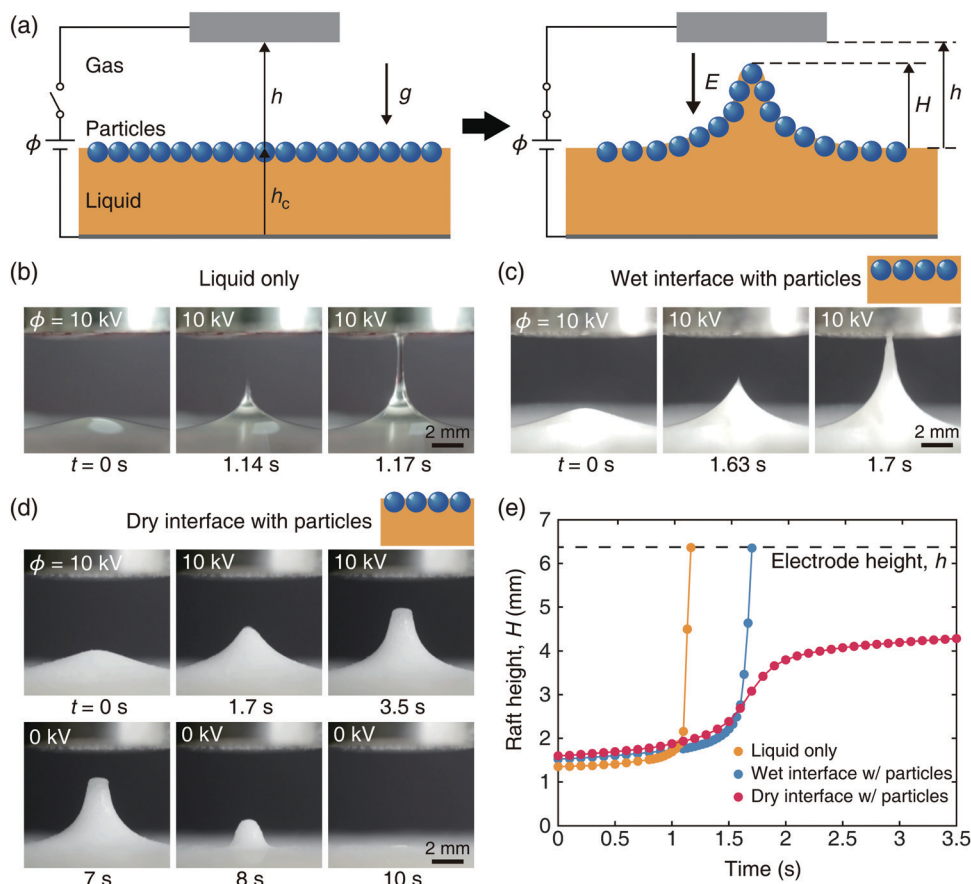 (a)
Gas
h
g
Particles
ϕ
Liquid
h_c
E
H
h
ϕ
(b)
Liquid only
ϕ = 10 kV
10 kV
10 kV
2 mm
t = 0 s
1.14 s
1.17 s
(c)
Wet interface with particles
ϕ = 10 kV
10 kV
10 kV
2 mm
t = 0 s
1.63 s
1.7 s
(d)
Dry interface with particles
ϕ = 10 kV
10 kV
10 kV
t = 0 s
1.7 s
3.5 s
0 kV
0 kV
0 kV
2 mm
7 s
8 s
10 s
(e)
Raft height, H (mm)
7
6
5
4
3
2
1
0
Electrode height, h
Liquid only
Wet interface w/ particles
Dry interface w/ particles
0
0.5
1
1.5
2
2.5
3
3.5
Time (s)